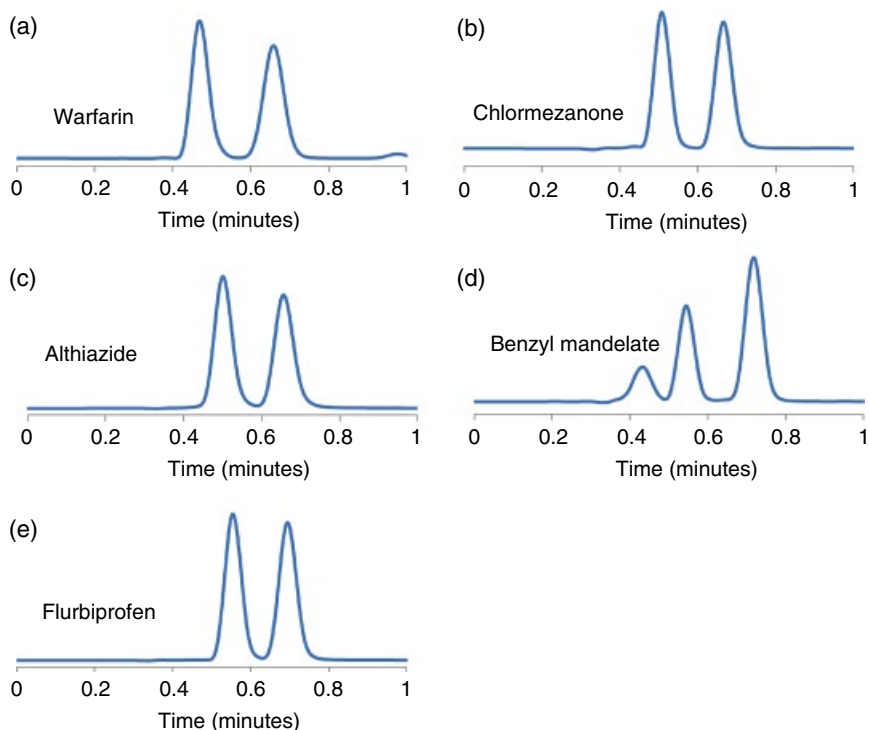 (a)
Warfarin
0 0.2 0.4 0.6 0.8 1
Time (minutes)
(b)
Chlormezanone
0 0.2 0.4 0.6 0.8 1
Time (minutes)
(c)
Althiazide
0 0.2 0.4 0.6 0.8 1
Time (minutes)
(d)
Benzyl mandelate
0 0.2 0.4 0.6 0.8 1
Time (minutes)
(e)
Flurbiprofen
0 0.2 0.4 0.6 0.8 1
Time (minutes)